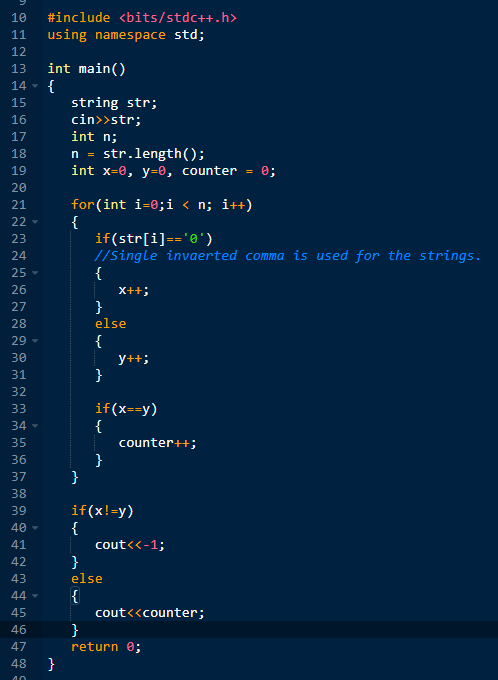 10 #include <bits/stdc++.h>
11 using namespace std;
12
13 int main()
14 {
15 string str;
16 cin>>str;
17 int n;
18 n = str.length();
19 int x=0, y=0, counter = 0;
20
21 for(int i=0;i < n; i++)
22 {
23 if(str[i]=='0')
24 //Single invaerted comma is used for the strings.
25 {
26 x++;
27 }
28 else
29 {
30 y++;
31 }
32
33 if(x==y)
34 {
35 counter++;
36 }
37 }
38
39 if(x!=y)
40 {
41 cout<<-1;
42 }
43 else
44 {
45 cout<<counter;
46 }
47 return 0;
48 }